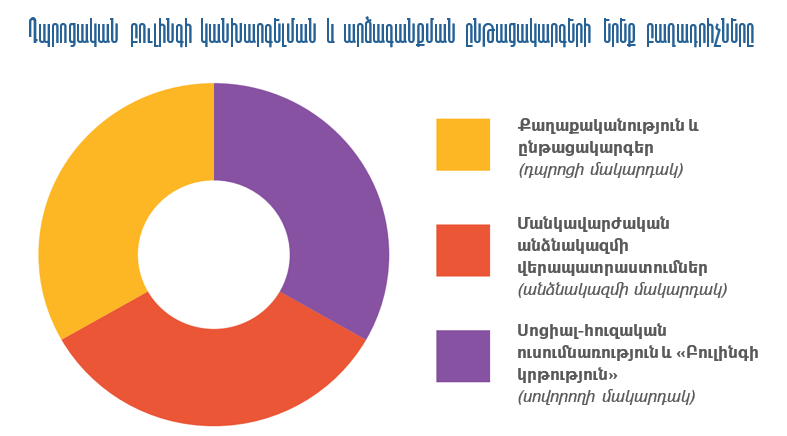 Դպրոցական բուլինգի կանխարգելման և արձագանքման ընթացակարգերի երեք բաղադրիչները
Քաղաքականություն և
ընթացակարգեր
(դպրոցի մակարդակ)
Մանկավարժական
անձնակազմի
վերապատրաստումներ
(անձնակազմի մակարդակ)
Սոցիալ-հուզական
ուսումնառություն և «Բուլինգի
կրթություն»
(սովորողի մակարդակ)